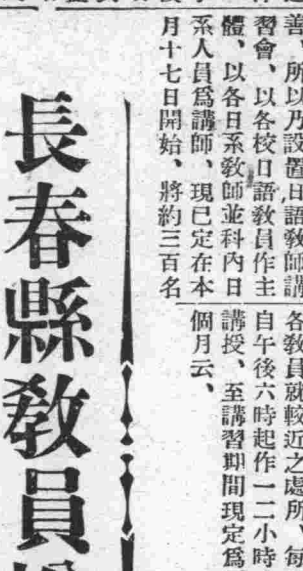 善、所以乃設置日語教師講
習會、以各校日語教員作主
體、以各日系教師並科內日
系人員爲講師、現已定在本
月十七日開始、將約三百名
各教員就較近之處所、每
自午後六時起作一二小時
講授、至講習期間現定爲
個月云、
長春縣教員